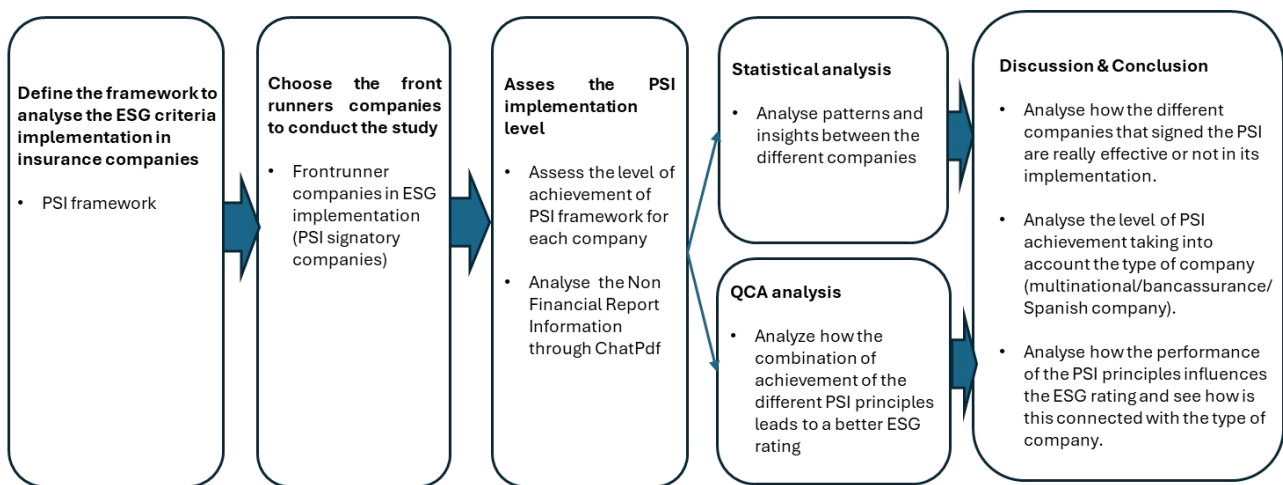 Define the framework to
analyse the ESG criteria
implementation in
insurance companies
• PSI framework
Choose the front
runners companies
to conduct the study
• Frontrunner
companies in ESG
implementation
(PSI signatory
companies)
Asses the PSI
implementation
level
• Assess the level of
achievement of
PSI framework for
each company
• Analyse the Non
Financial Report
Information
through ChatPdf
Statistical analysis
• Analyse patterns and
insights between the
different companies
QCA analysis
• Analyze how the
combination of
achievement of the
different PSI principles
leads to a better ESG
rating
Discussion & Conclusion
• Analyse how the different
companies that signed the PSI
are really effective or not in its
implementation.
• Analyse the level of PSI
achievement taking into
account the type of company
(multinational/bancassurance/
Spanish company).
• Analyse how the performance
of the PSI principles influences
the ESG rating and see how is
this connected with the type of
company.